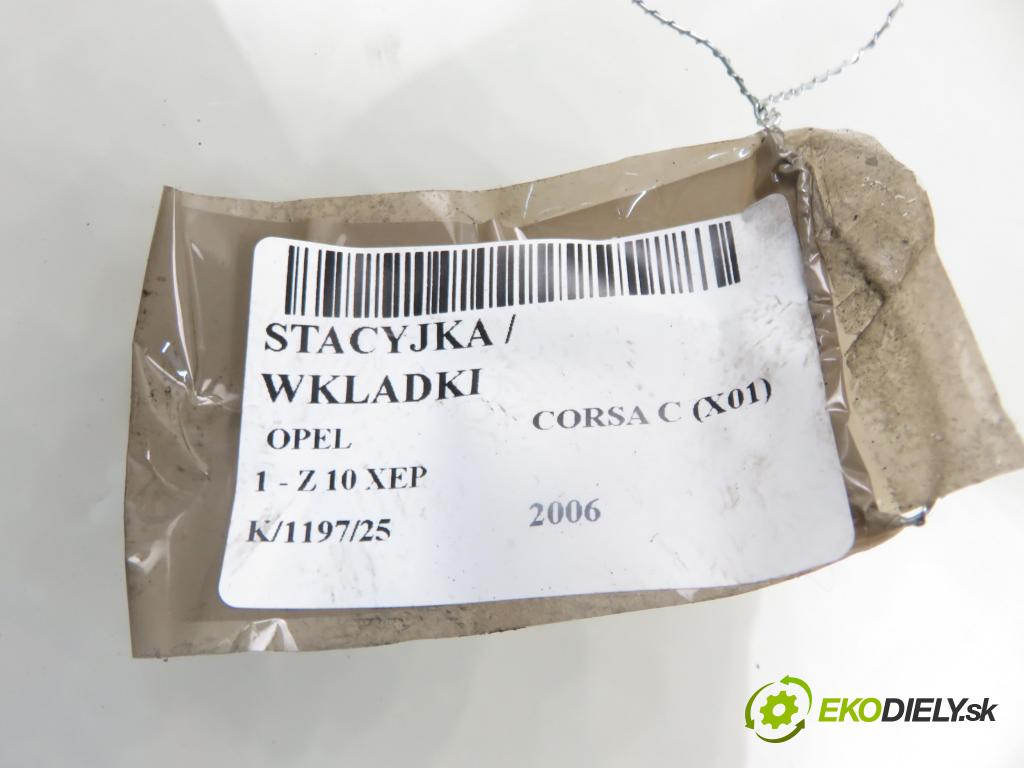 STACYJKA /
WKLADKI
OPEL
CORSA C (X01)
1 - Z 10 XEP
K/1197/25
2006
EKODIELY.sk